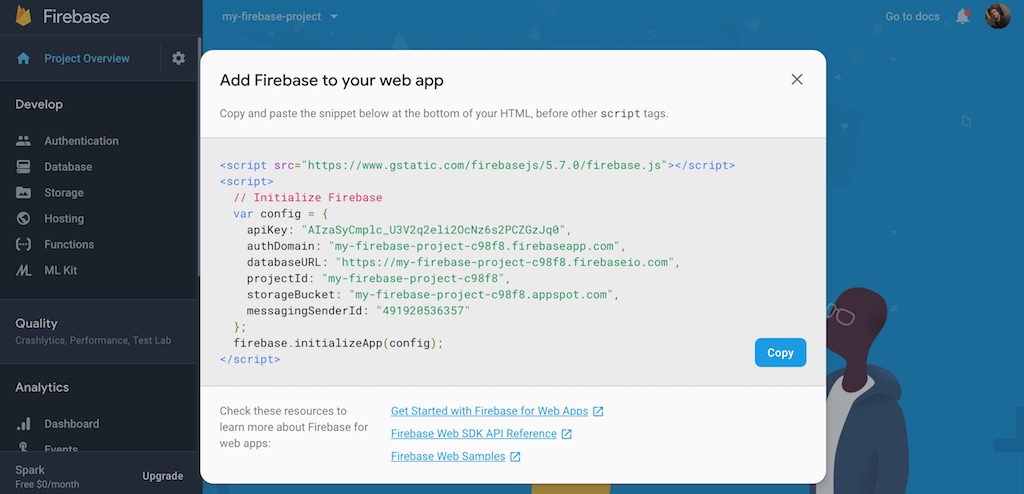 Firebase
my-firebase-project
Go to docs
Project Overview
Develop
Authentication
Database
Storage
Hosting
Functions
ML Kit
Quality
Crashlytics, Performance, Test Lab
Analytics
Dashboard
Events
Spark
Free $0/month
Upgrade
Add Firebase to your web app
Copy and paste the snippet below at the bottom of your HTML, before other script tags.
<script src="https://www.gstatic.com/firebasejs/5.7.0/firebase.js"></script>
<script>
// Initialize Firebase
var config = {
apiKey: "AIzaSyCmplc_U3V2q2eli2OcNz6s2PCZGzJq0",
authDomain: "my-firebase-project-c98f8.firebaseapp.com",
databaseURL: "https://my-firebase-project-c98f8.firebaseio.com",
projectId: "my-firebase-project-c98f8",
storageBucket: "my-firebase-project-c98f8.appspot.com",
messagingSenderId: "491920536357"
};
firebase.initializeApp(config);
</script>
Copy
Check these resources to
learn more about Firebase for
web apps:
Get Started with Firebase for Web Apps
Firebase Web SDK API Reference
Firebase Web Samples